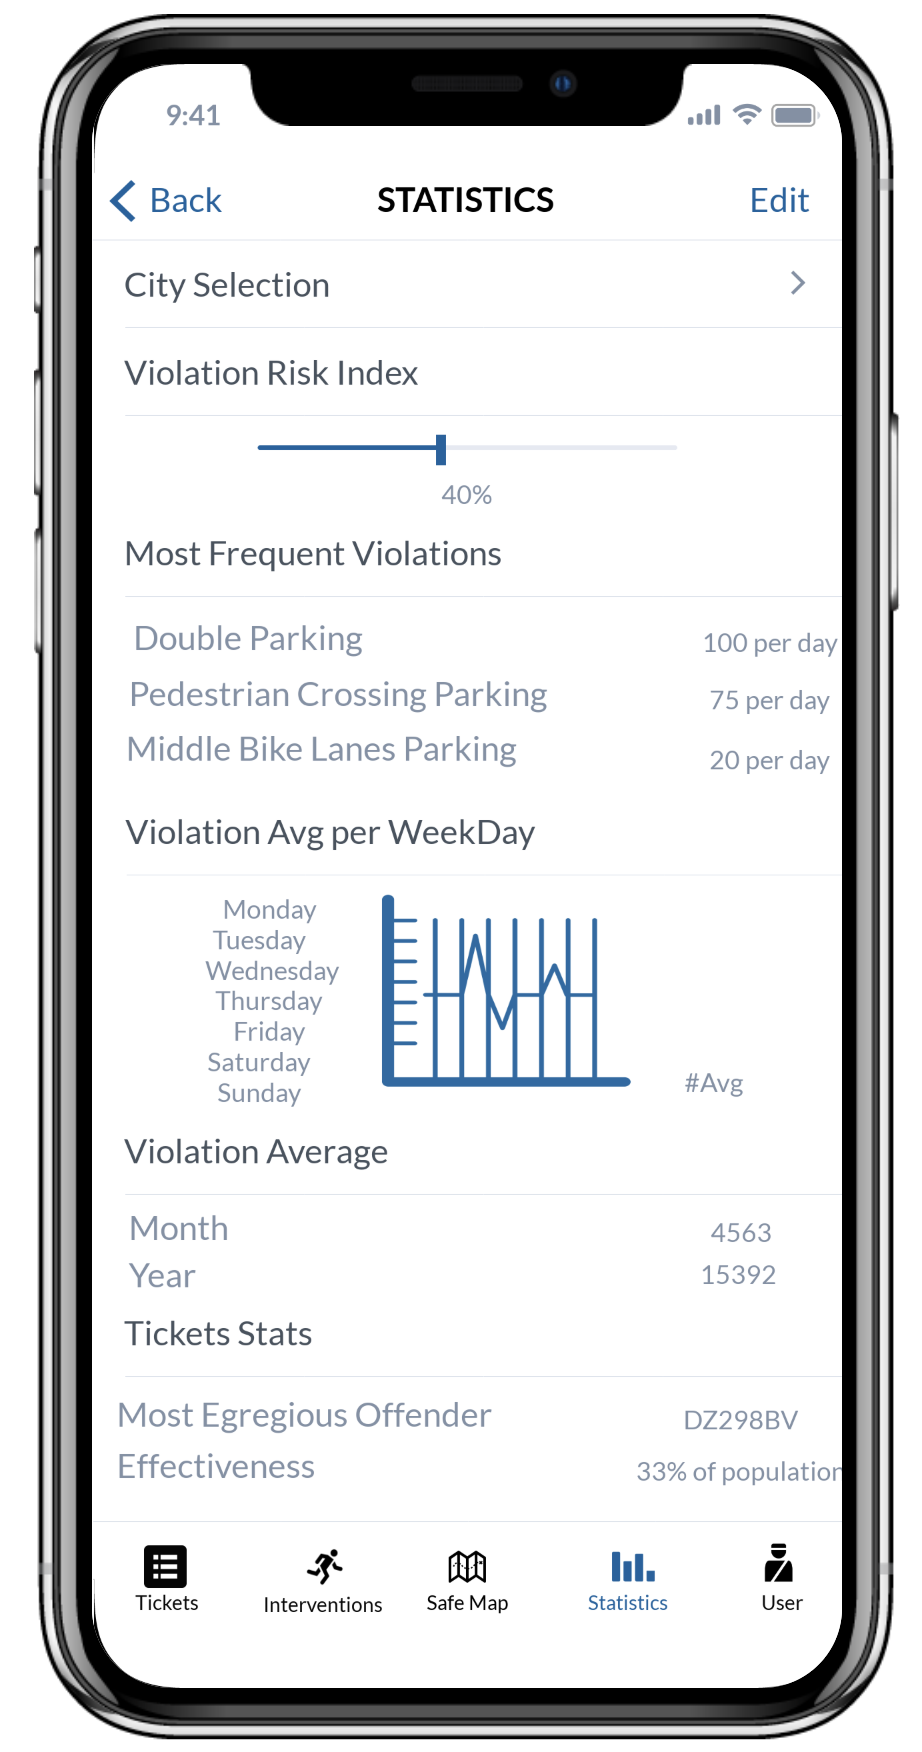 9:41
Back STATISTICS Edit
City Selection
Violation Risk Index
40%
Most Frequent Violations
Double Parking 100 per day
Pedestrian Crossing Parking 75 per day
Middle Bike Lanes Parking 20 per day
Violation Avg per WeekDay
Monday
Tuesday
Wednesday
Thursday
Friday
Saturday
Sunday
#Avg
Violation Average
Month 4563
Year 15392
Tickets Stats
Most Egregious Offender DZ298BV
Effectiveness 33% of population
Tickets Interventions Safe Map Statistics User